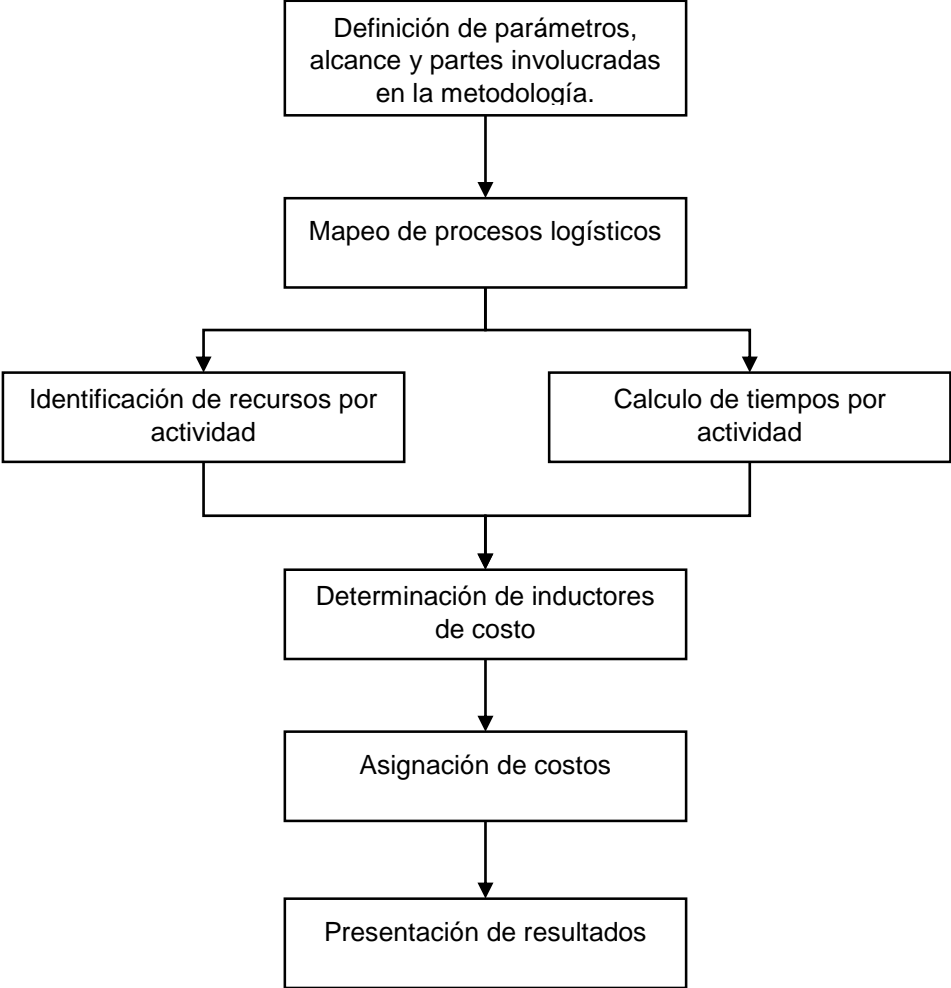 Definición de parámetros,
alcance y partes involucradas
en la metodología.
Mapeo de procesos logísticos
Identificación de recursos por
actividad
Calculo de tiempos por
actividad
Determinación de inductores
de costo
Asignación de costos
Presentación de resultados